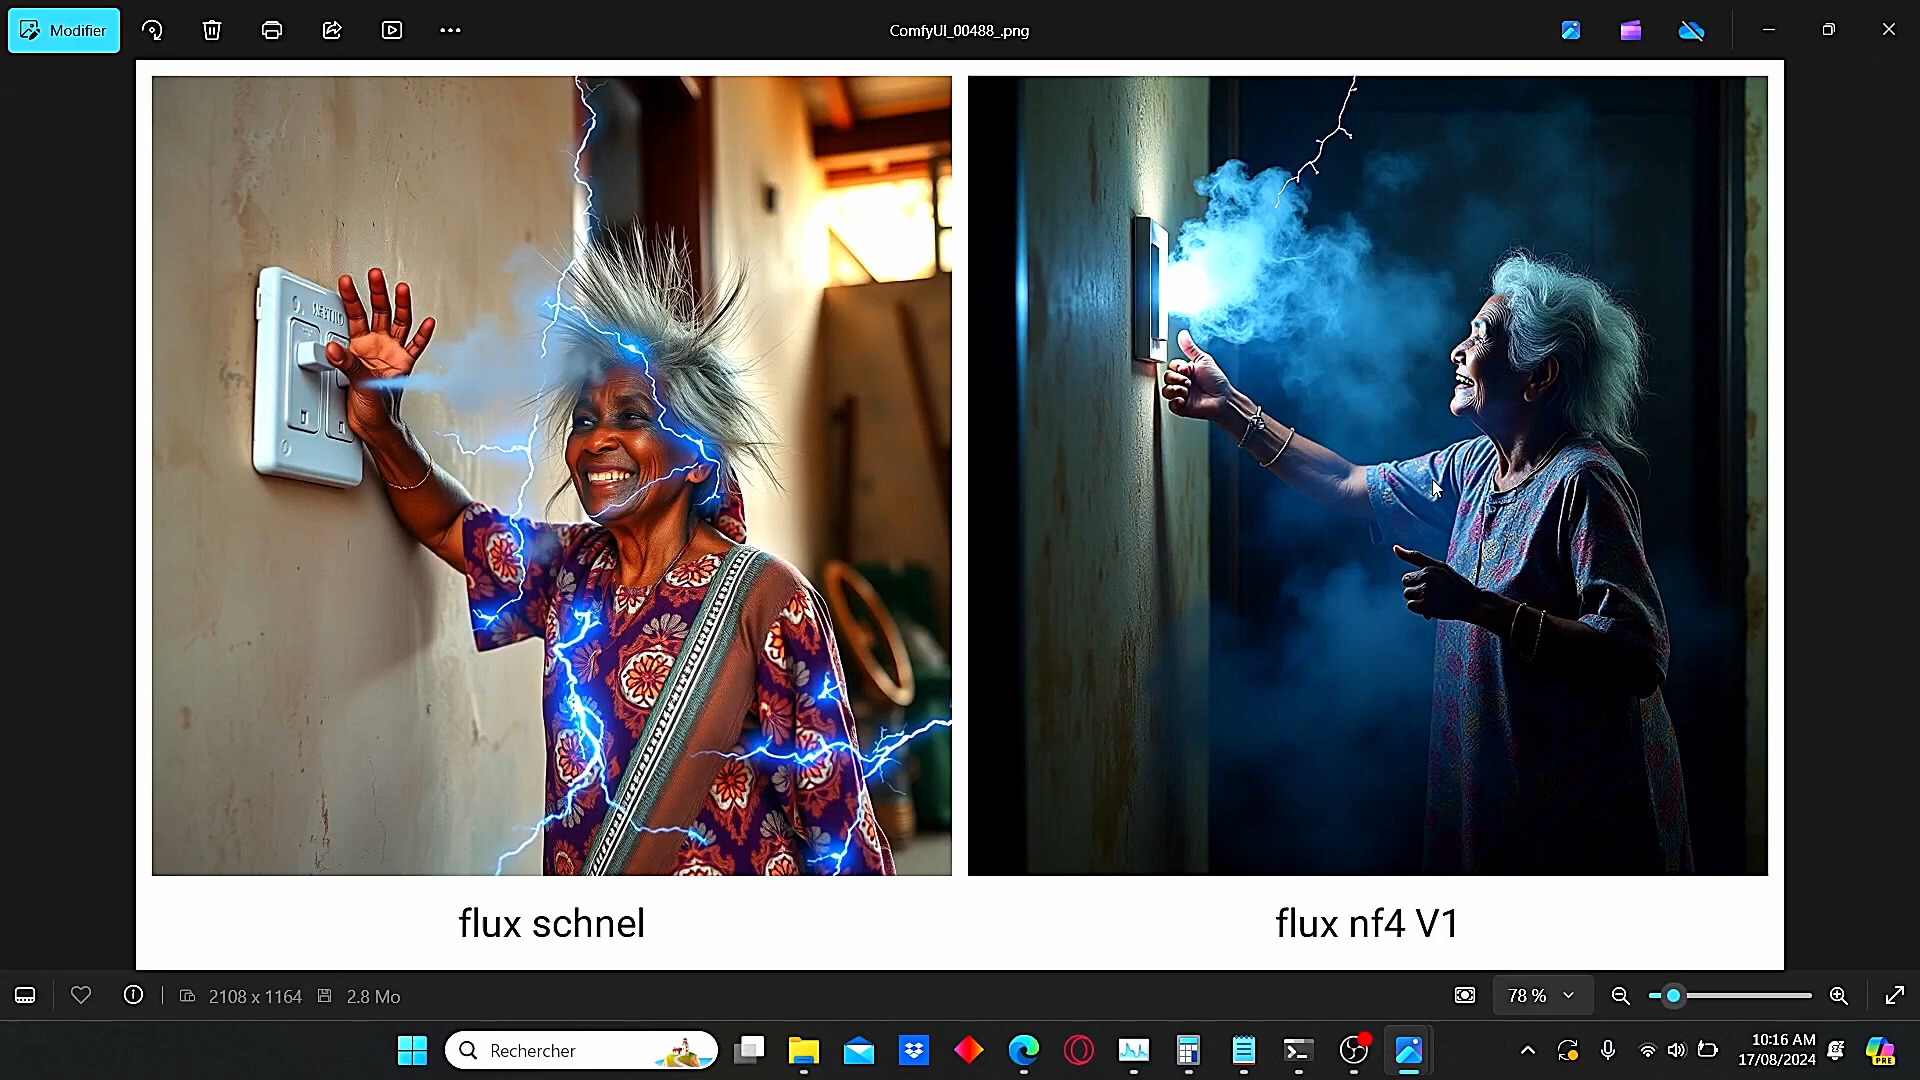 Modifier
ComfyUI_00488_.png
flux schnel
flux nf4 V1
2108 x 1164
2.8 Mo
78 %
Rechercher
10:16 AM
17/08/2024
PRE